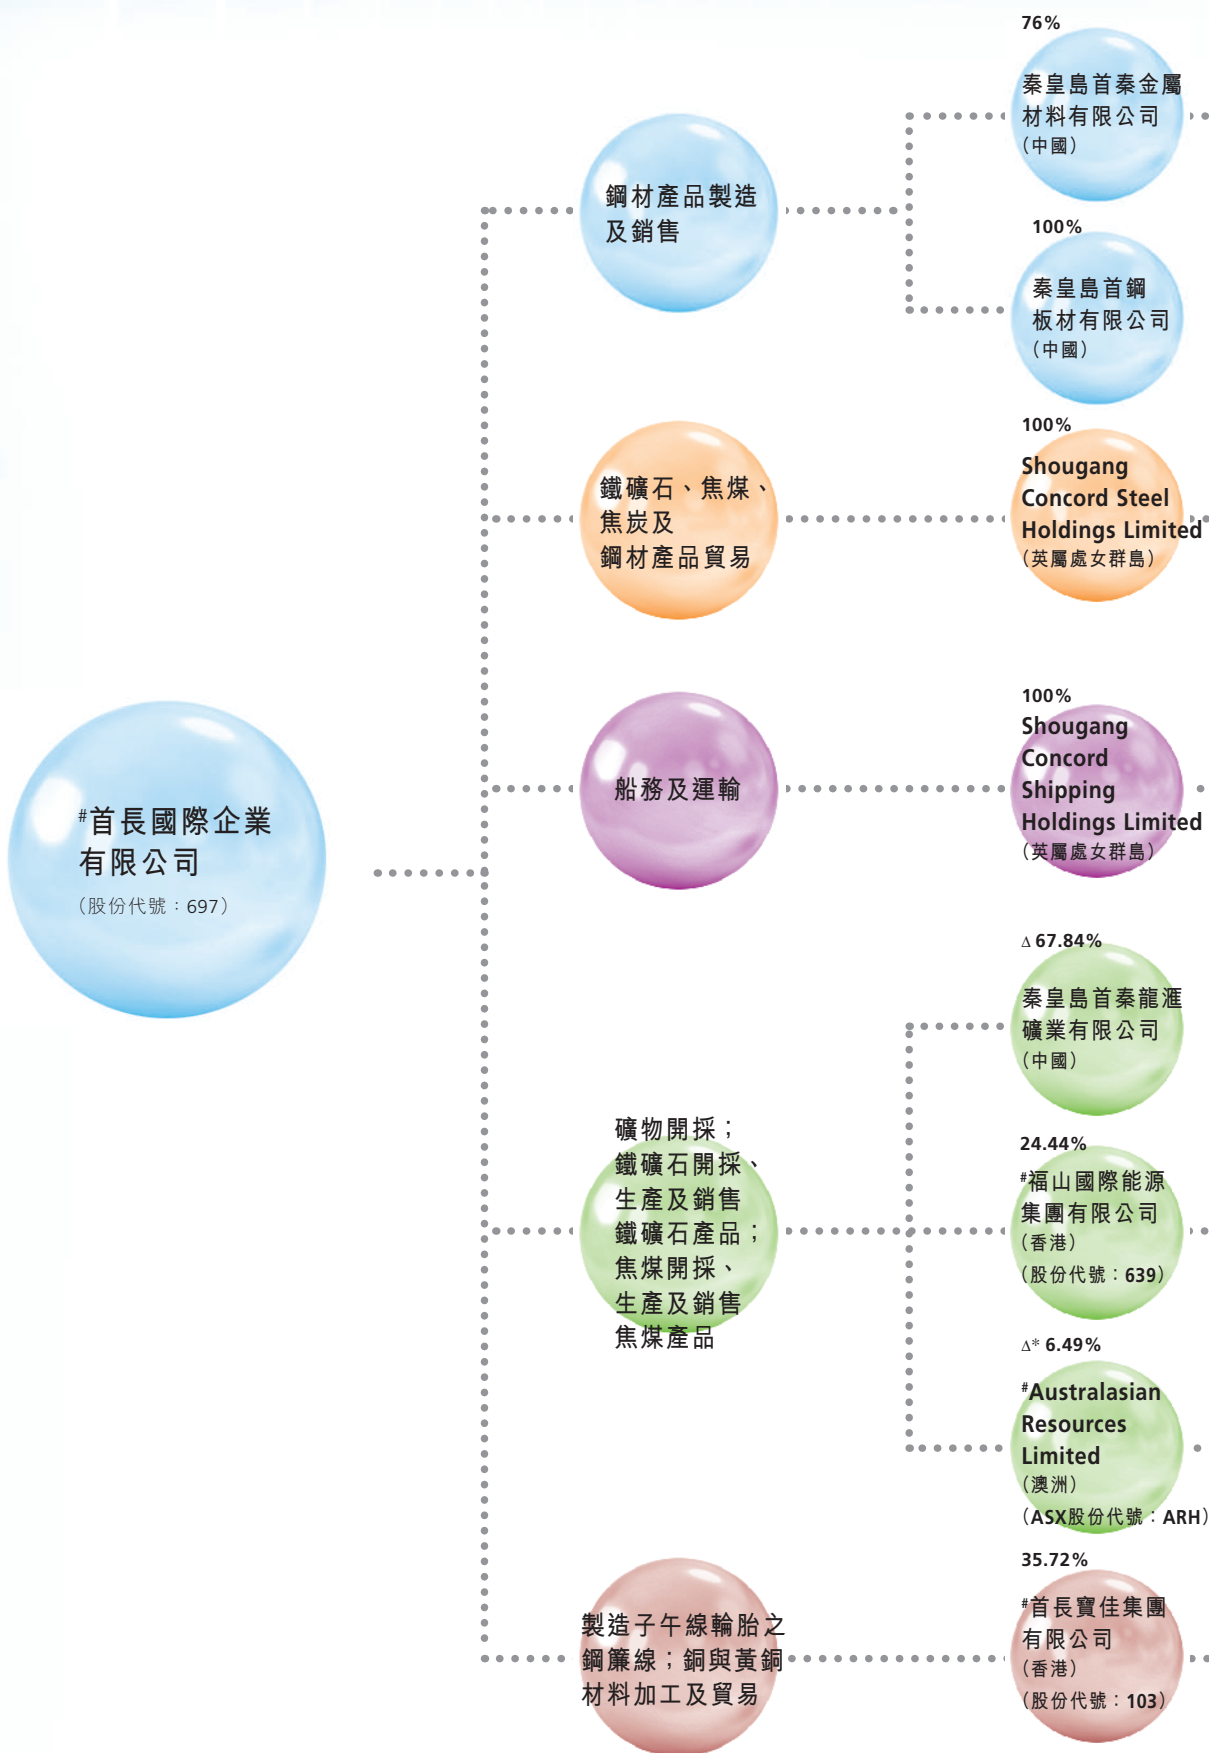 #首長國際企業
有限公司
（股份代號：697）
鋼材產品製造
及銷售
76%
秦皇島首秦金屬
材料有限公司
（中國）
100%
秦皇島首鋼
板材有限公司
（中國）
鐵礦石、焦煤、
焦炭及
鋼材產品貿易
100%
Shougang
Concord Steel
Holdings Limited
（英屬處女群島）
船務及運輸
100%
Shougang
Concord
Shipping
Holdings Limited
（英屬處女群島）
礦物開採；
鐵礦石開採、
生產及銷售
鐵礦石產品；
焦煤開採、
生產及銷售
焦煤產品
Δ 67.84%
秦皇島首秦龍滙
礦業有限公司
（中國）
24.44%
#福山國際能源
集團有限公司
（香港）
（股份代號：639）
Δ* 6.49%
#Australasian
Resources
Limited
（澳洲）
（ASX股份代號：ARH）
製造子午線輪胎之
鋼簾線；銅與黃銅
材料加工及貿易
35.72%
#首長寶佳集團
有限公司
（香港）
（股份代號：103）